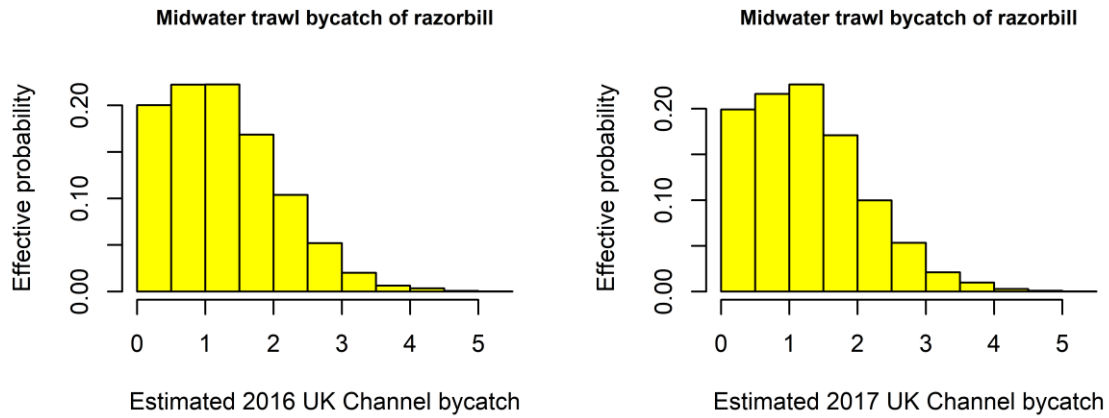 Midwater trawl bycatch of razorbill
Effective probability
0.00 0.10 0.20
0 1 2 3 4 5
Estimated 2016 UK Channel bycatch
Midwater trawl bycatch of razorbill
Effective probability
0.00 0.10 0.20
0 1 2 3 4 5
Estimated 2017 UK Channel bycatch